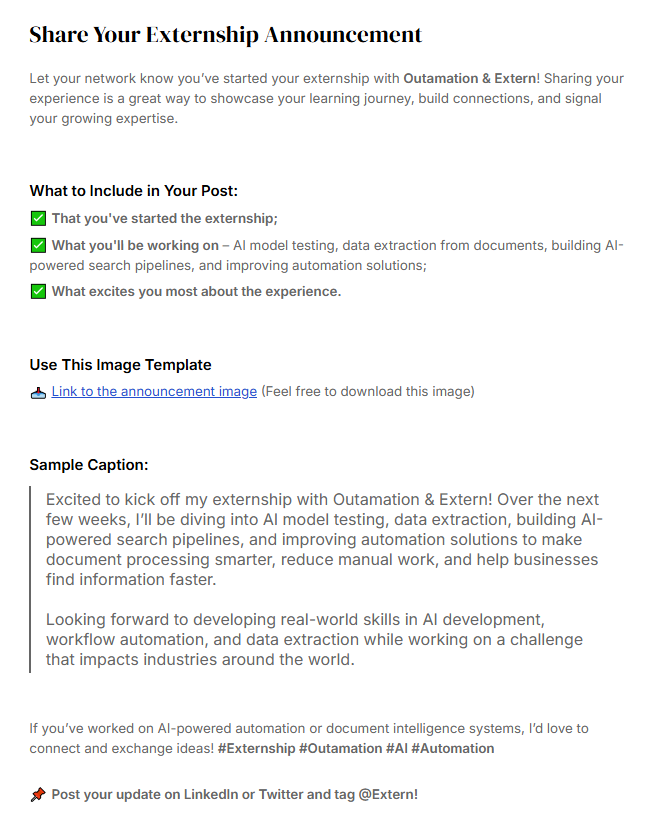 Share Your Externship Announcement
Let your network know you’ve started your externship with Outamation & Extern! Sharing your
experience is a great way to showcase your learning journey, build connections, and signal
your growing expertise.
What to Include in Your Post:
✅ That you've started the externship;
✅ What you'll be working on – AI model testing, data extraction from documents, building AI-
powered search pipelines, and improving automation solutions;
✅ What excites you most about the experience.
Use This Image Template
📥 Link to the announcement image (Feel free to download this image)
Sample Caption:
Excited to kick off my externship with Outamation & Extern! Over the next
few weeks, I’ll be diving into AI model testing, data extraction, building AI-
powered search pipelines, and improving automation solutions to make
document processing smarter, reduce manual work, and help businesses
find information faster.
Looking forward to developing real-world skills in AI development,
workflow automation, and data extraction while working on a challenge
that impacts industries around the world.
If you’ve worked on AI-powered automation or document intelligence systems, I’d love to
connect and exchange ideas! #Externship #Outamation #AI #Automation
📌 Post your update on LinkedIn or Twitter and tag @Extern!